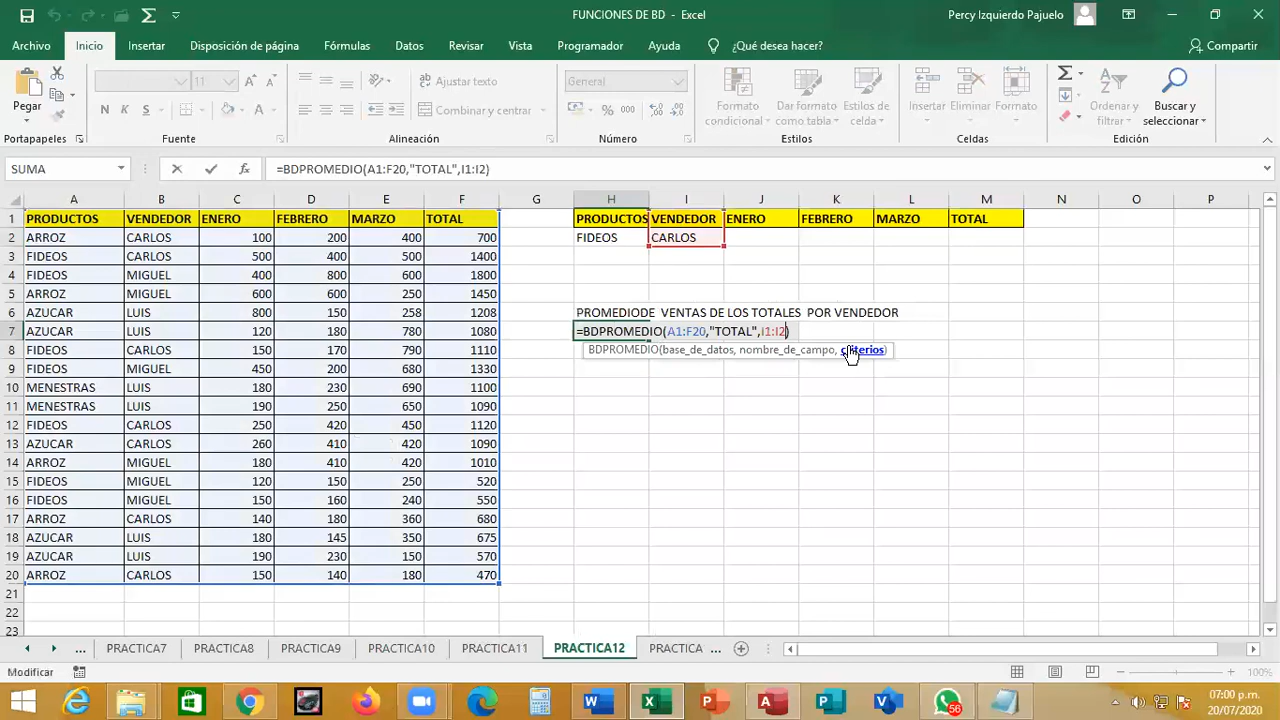 FUNCIONES DE BD - Excel
Percy Izquierdo Pajuelo
Archivo Inicio Insertar Disposición de página Fórmulas Datos Revisar Vista Programador Ayuda ¿Qué desea hacer? Compartir
Pegar
11
Ajustar texto
General
Combinar y centrar
Formato condicional
Dar formato como tabla
Estilos de celda
Insertar Eliminar Formato
Ordenar y filtrar
Buscar y seleccionar
Portapapeles Fuente Alineación Número Estilos Celdas Edición
SUMA =BDPROMEDIO(A1:F20,"TOTAL",I1:I2)
A B C D E F G H I J K L M N O P
1 PRODUCTOS VENDEDOR ENERO FEBRERO MARZO TOTAL PRODUCTOS VENDEDOR ENERO FEBRERO MARZO TOTAL
2 ARROZ CARLOS 100 200 400 700 FIDEOS CARLOS
3 FIDEOS CARLOS 500 400 500 1400
4 FIDEOS MIGUEL 400 800 600 1800
5 ARROZ MIGUEL 600 600 250 1450
6 AZUCAR LUIS 800 150 258 1208 PROMEDIODE VENTAS DE LOS TOTALES POR VENDEDOR
7 AZUCAR LUIS 120 180 780 1080 =BDPROMEDIO(A1:F20,"TOTAL",I1:I2)
8 FIDEOS CARLOS 150 170 790 1110 BDPROMEDIO(base_de_datos, nombre_de_campo, criterios)
9 FIDEOS MIGUEL 450 200 680 1330
10 MENESTRAS LUIS 180 230 690 1100
11 MENESTRAS LUIS 190 250 650 1090
12 FIDEOS CARLOS 250 420 450 1120
13 AZUCAR CARLOS 260 410 420 1090
14 ARROZ MIGUEL 180 410 420 1010
15 FIDEOS MIGUEL 120 150 250 520
16 FIDEOS MIGUEL 150 160 240 550
17 ARROZ CARLOS 140 180 360 680
18 AZUCAR LUIS 180 145 350 675
19 AZUCAR LUIS 190 230 150 570
20 ARROZ CARLOS 150 140 180 470
21
22
23
... PRACTICA7 PRACTICA8 PRACTICA9 PRACTICA10 PRACTICA11 PRACTICA12 PRACTICA ...
Modificar 100%
56
07:00 p.m.
20/07/2020